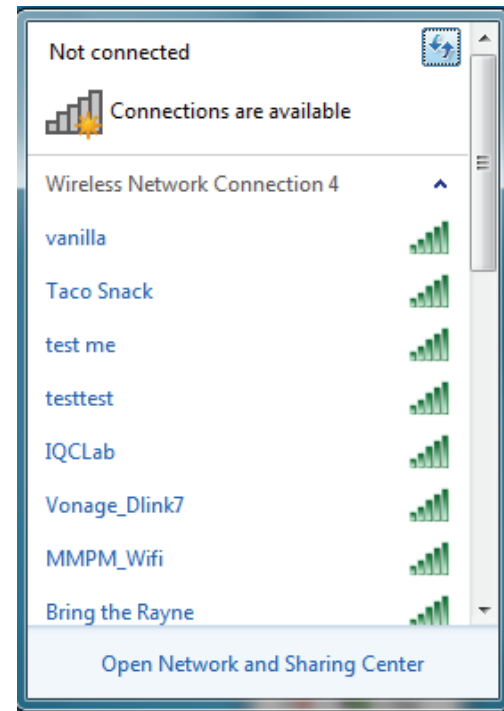 Not connected
Connections are available
Wireless Network Connection 4
vanilla
Taco Snack
test me
testtest
IQCLab
Vonage_Dlink7
MMPM_Wifi
Bring the Rayne
Open Network and Sharing Center